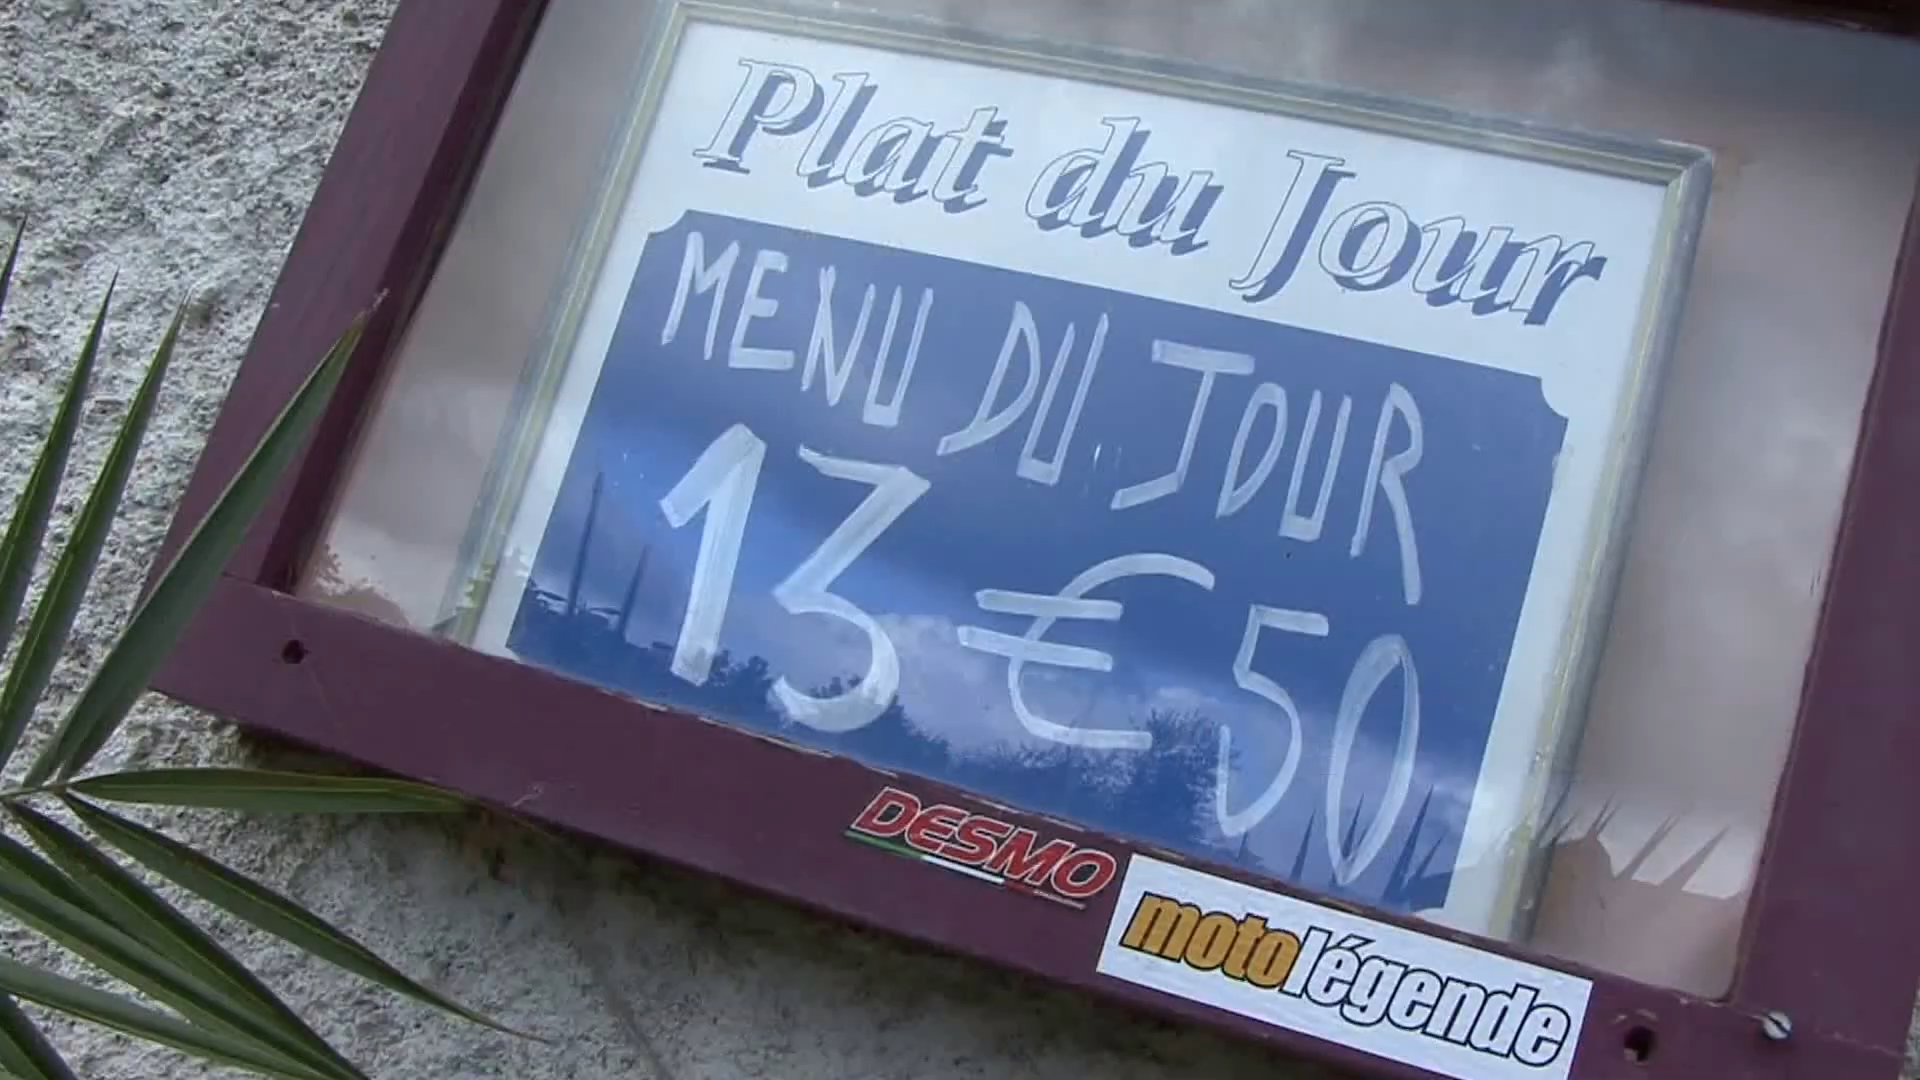 Plat du Jour
MENU DU JOUR
13€50
DESMO
motolégende